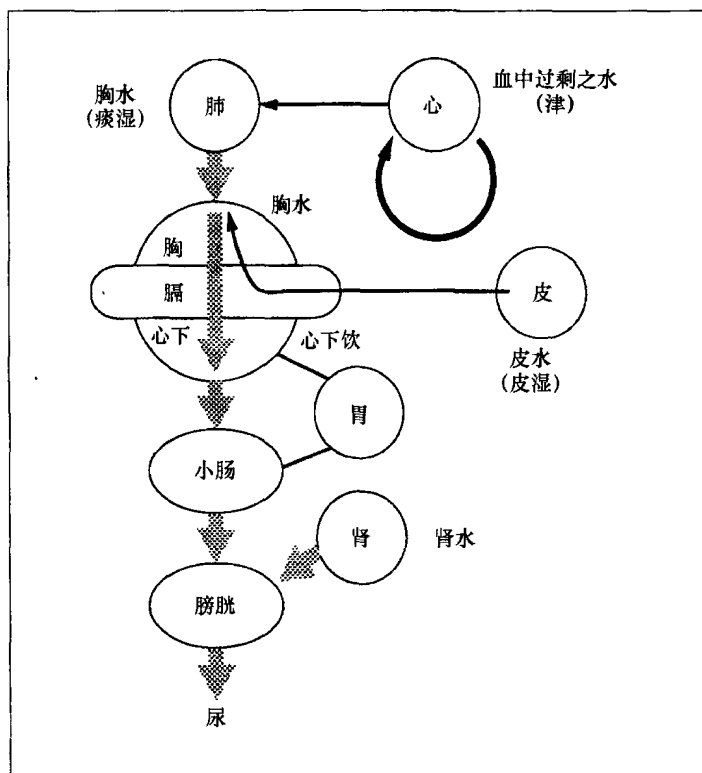 血中过剩之水
(津)
胸水
(痰湿)
肺
心
胸水
胸
膈
皮
心下
心下饮
皮水
(皮湿)
胃
小肠
肾
肾水
膀胱
尿